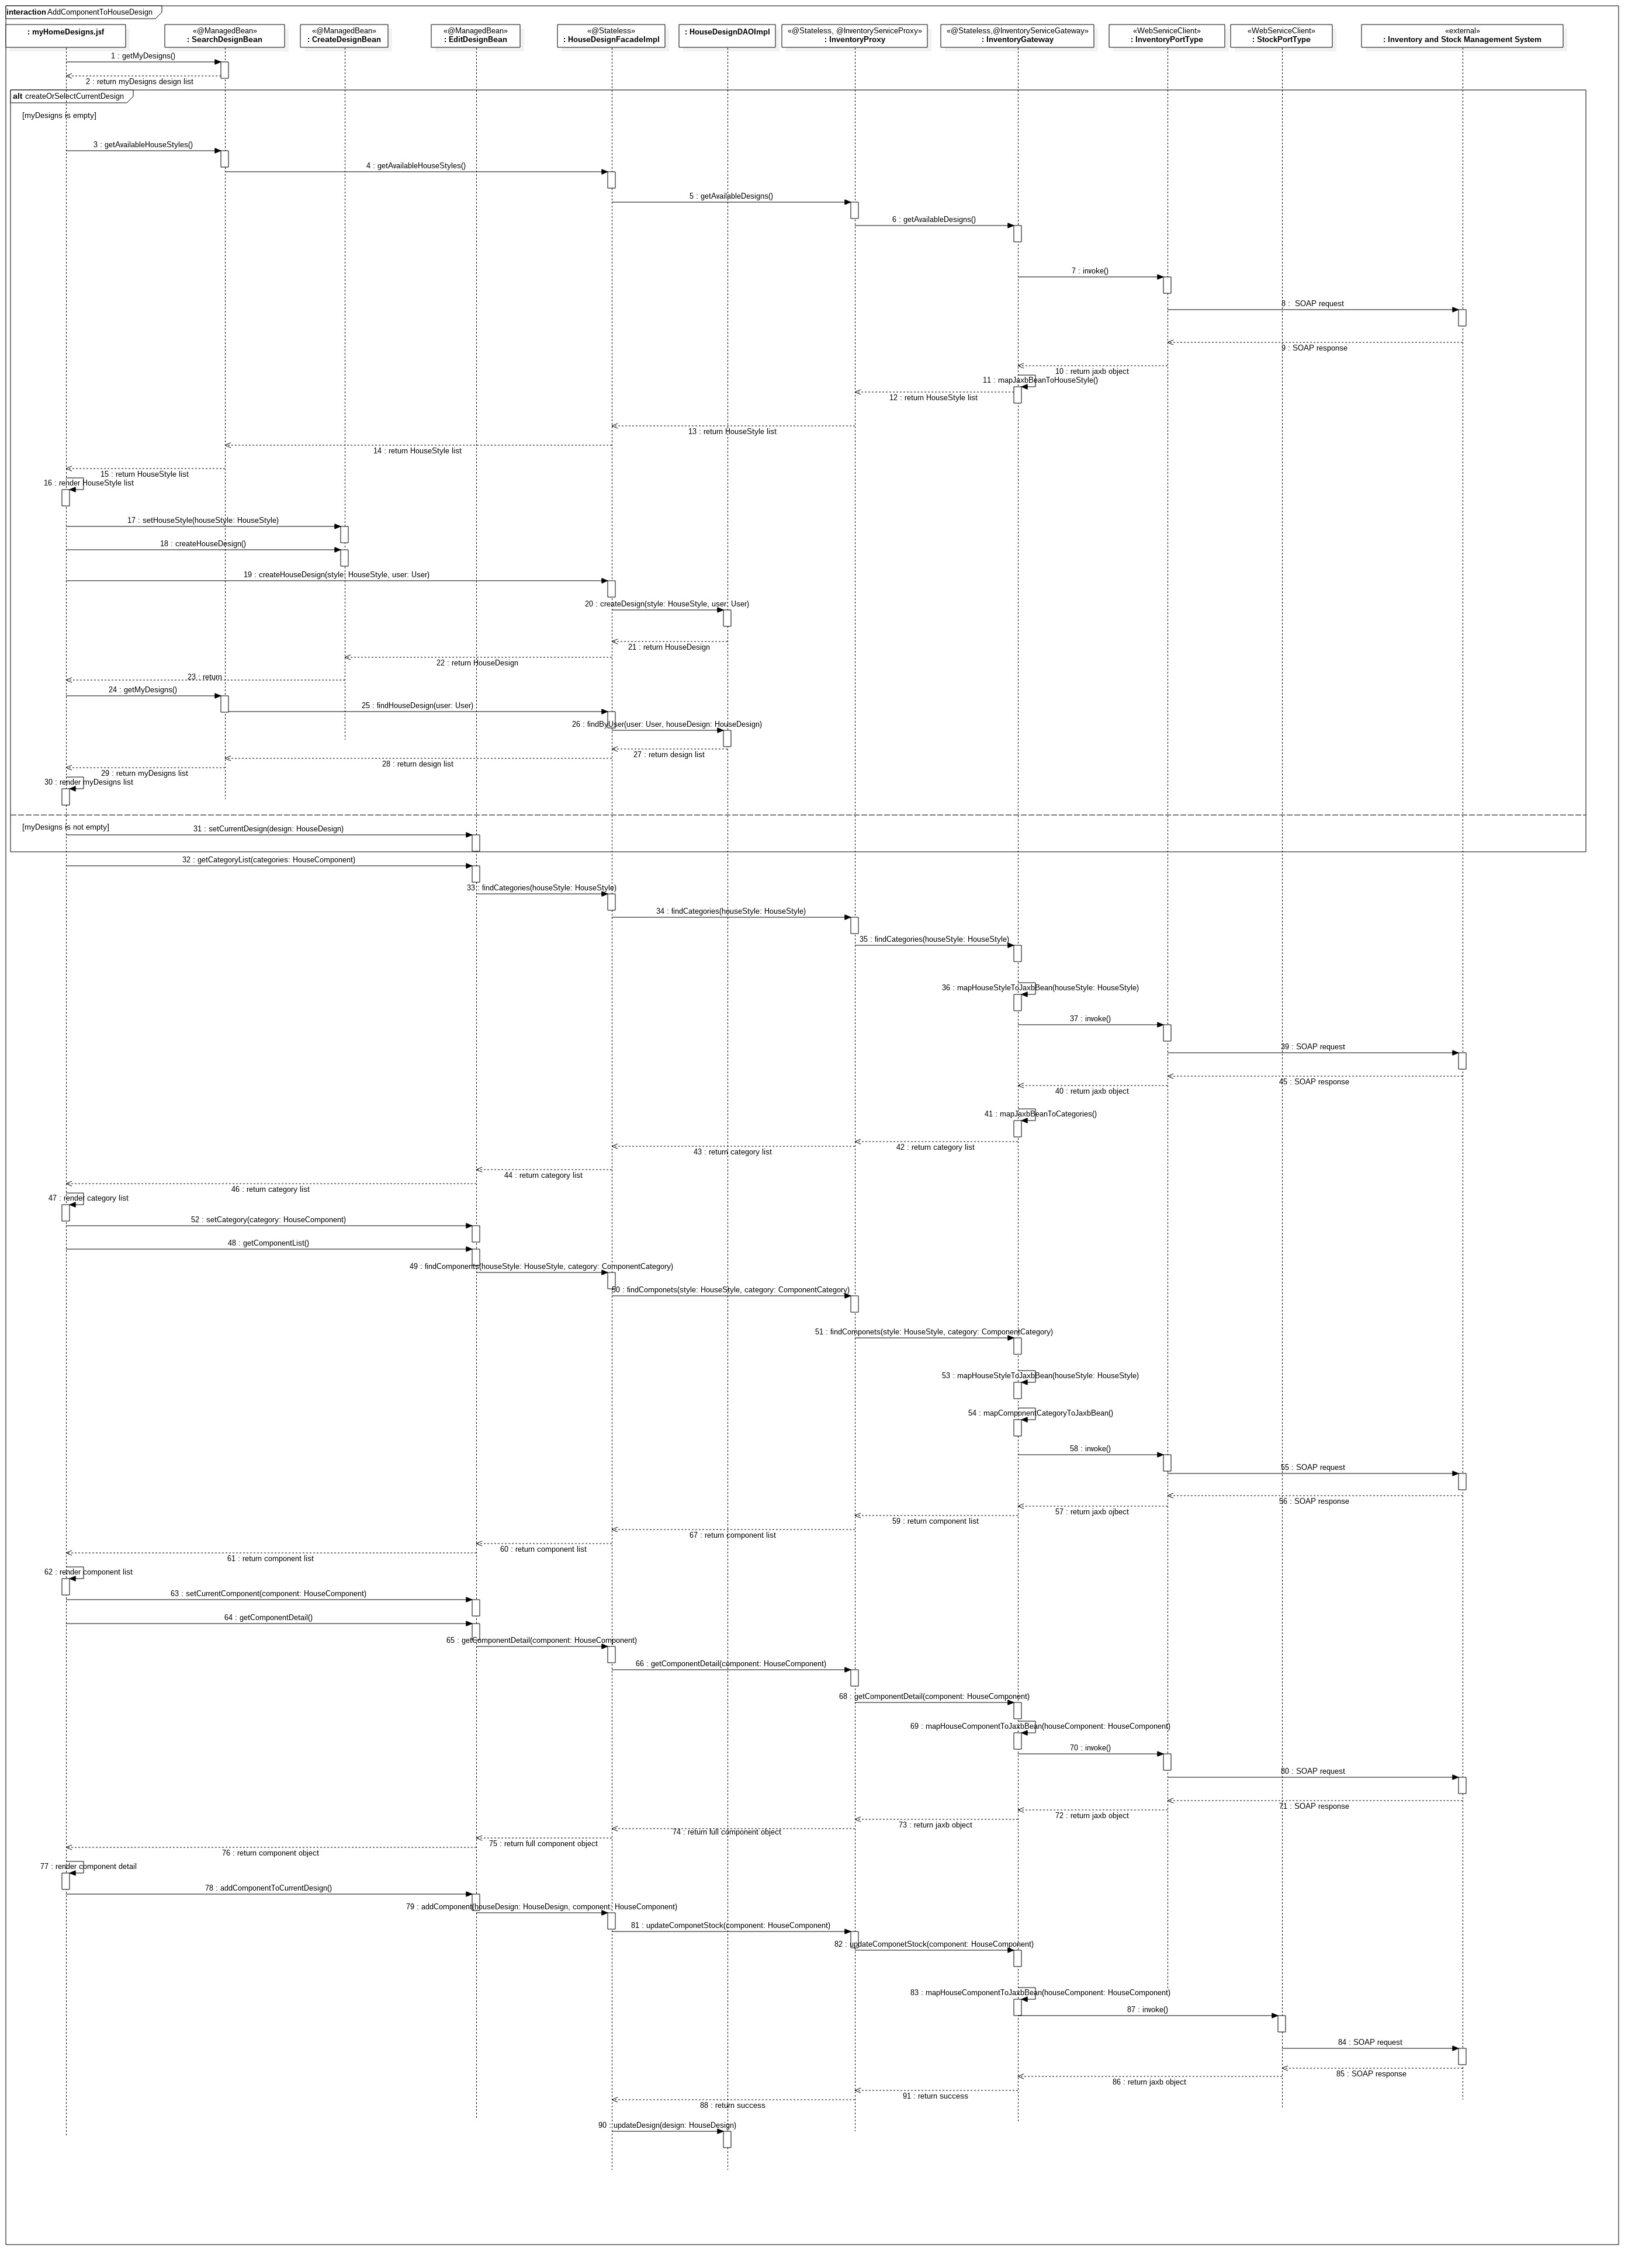 interaction AddComponentToHouseDesign
: myHomeDesigns.jsf
«@ManagedBean»
: SearchDesignBean
«@ManagedBean»
: CreateDesignBean
«@ManagedBean»
: EditDesignBean
«@Stateless»
: HouseDesignFacadeImpl
: HouseDesignDAOImpl
«@Stateless, @InventoryServiceProxy»
: InventoryProxy
«@Stateless,@InventoryServiceGateway»
: InventoryGateway
«WebServiceClient»
: InventoryPortType
«WebServiceClient»
: StockPortType
«external»
: Inventory and Stock Management System
1 : getMyDesigns()
2 : return myDesigns design list
alt createOrSelectCurrentDesign
[myDesigns is empty]
3 : getAvailableHouseStyles()
4 : getAvailableHouseStyles()
5 : getAvailableDesigns()
6 : getAvailableDesigns()
7 : invoke()
8 : SOAP request
9 : SOAP response
10 : return jaxb object
11 : mapJaxbBeanToHouseStyle()
12 : return HouseStyle list
13 : return HouseStyle list
14 : return HouseStyle list
15 : return HouseStyle list
16 : render HouseStyle list
17 : setHouseStyle(houseStyle: HouseStyle)
18 : createHouseDesign()
19 : createHouseDesign(style: HouseStyle, user: User)
20 : createDesign(style: HouseStyle, user: User)
21 : return HouseDesign
22 : return HouseDesign
23 : return
24 : getMyDesigns()
25 : findHouseDesign(user: User)
26 : findByUser(user: User, houseDesign: HouseDesign)
27 : return design list
28 : return design list
29 : return myDesigns list
30 : render myDesigns list
[myDesigns is not empty]
31 : setCurrentDesign(design: HouseDesign)
32 : getCategoryList(categories: HouseComponent)
33 : findCategories(houseStyle: HouseStyle)
34 : findCategories(houseStyle: HouseStyle)
35 : findCategories(houseStyle: HouseStyle)
36 : mapHouseStyleToJaxbBean(houseStyle: HouseStyle)
37 : invoke()
39 : SOAP request
45 : SOAP response
40 : return jaxb object
41 : mapJaxbBeanToCategories()
42 : return category list
43 : return category list
44 : return category list
46 : return category list
47 : render category list
52 : setCategory(category: HouseComponent)
48 : getComponentList()
49 : findComponents(houseStyle: HouseStyle, category: ComponentCategory)
50 : findComponets(style: HouseStyle, category: ComponentCategory)
51 : findComponets(style: HouseStyle, category: ComponentCategory)
53 : mapHouseStyleToJaxbBean(houseStyle: HouseStyle)
54 : mapComponentCategoryToJaxbBean()
58 : invoke()
55 : SOAP request
56 : SOAP response
57 : return jaxb ojbect
59 : return component list
67 : return component list
60 : return component list
61 : return component list
62 : render component list
63 : setCurrentComponent(component: HouseComponent)
64 : getComponentDetail()
65 : getComponentDetail(component: HouseComponent)
66 : getComponentDetail(component: HouseComponent)
68 : getComponentDetail(component: HouseComponent)
69 : mapHouseComponentToJaxbBean(houseComponent: HouseComponent)
70 : invoke()
80 : SOAP request
71 : SOAP response
72 : return jaxb object
73 : return jaxb object
74 : return full component object
75 : return full component object
76 : return component object
77 : render component detail
78 : addComponentToCurrentDesign()
79 : addComponent(houseDesign: HouseDesign, component: HouseComponent)
81 : updateComponetStock(component: HouseComponent)
82 : updateComponetStock(component: HouseComponent)
83 : mapHouseComponentToJaxbBean(houseComponent: HouseComponent)
87 : invoke()
84 : SOAP request
85 : SOAP response
86 : return jaxb object
91 : return success
88 : return success
90 : updateDesign(design: HouseDesign)